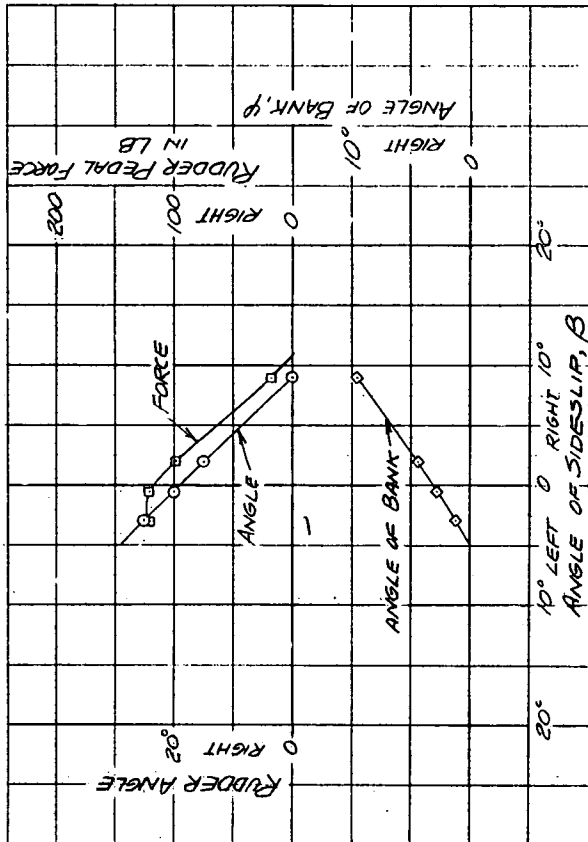 RUDDER ANGLE
RIGHT
20°
0
RUDDER PEDAL FORCE
IN LB
200
100
RIGHT
0
ANGLE OF BANK, φ
10°
RIGHT
0
FORCE
ANGLE
ANGLE OF BANK
20° 10° LEFT 0 RIGHT 10° 20°
ANGLE OF SIDESLIP, β